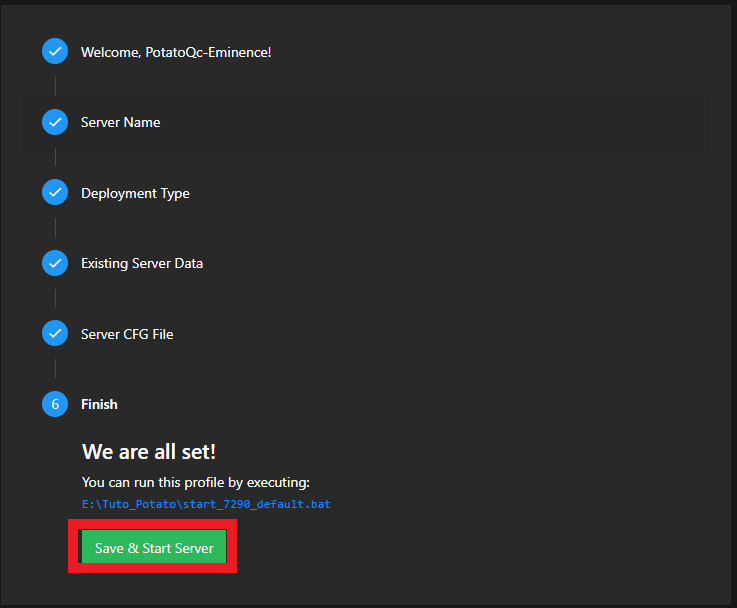 Welcome, PotatoQc-Eminence!
Server Name
Deployment Type
Existing Server Data
Server CFG File
6 Finish
We are all set!
You can run this profile by executing:
E:\Tuto_Potato\start_7290_default.bat
Save & Start Server